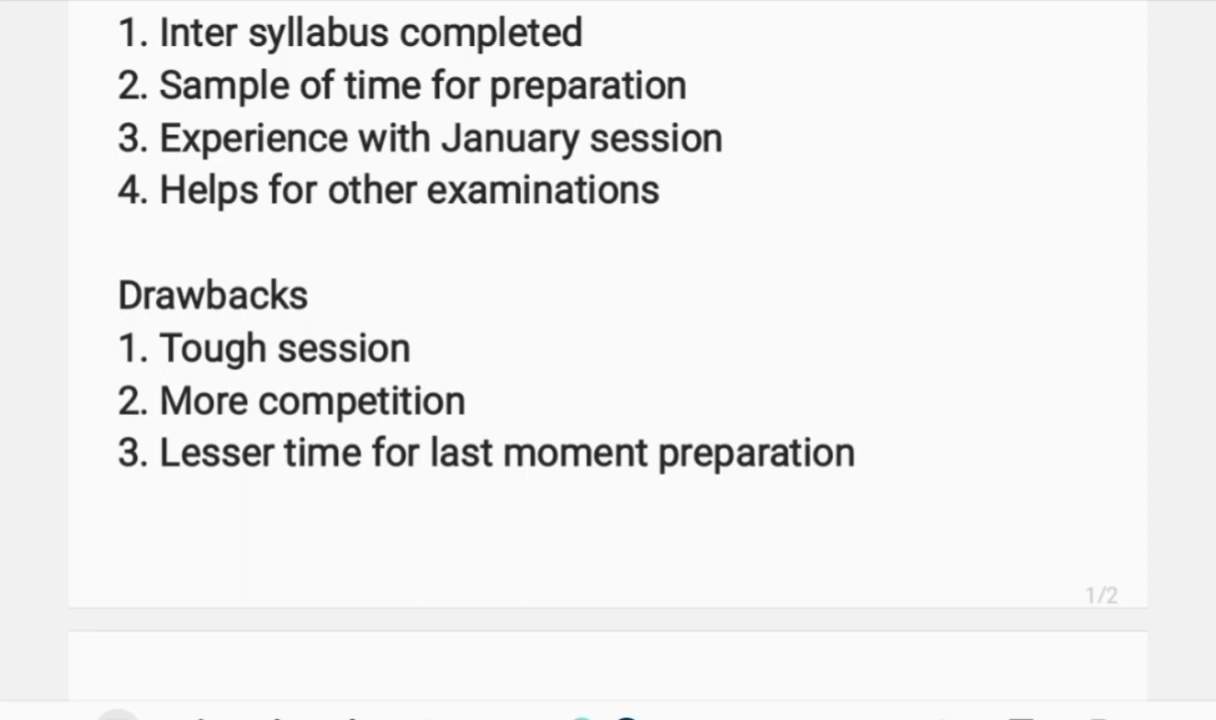 1. Inter syllabus completed
2. Sample of time for preparation
3. Experience with January session
4. Helps for other examinations
Drawbacks
1. Tough session
2. More competition
3. Lesser time for last moment preparation
1/2